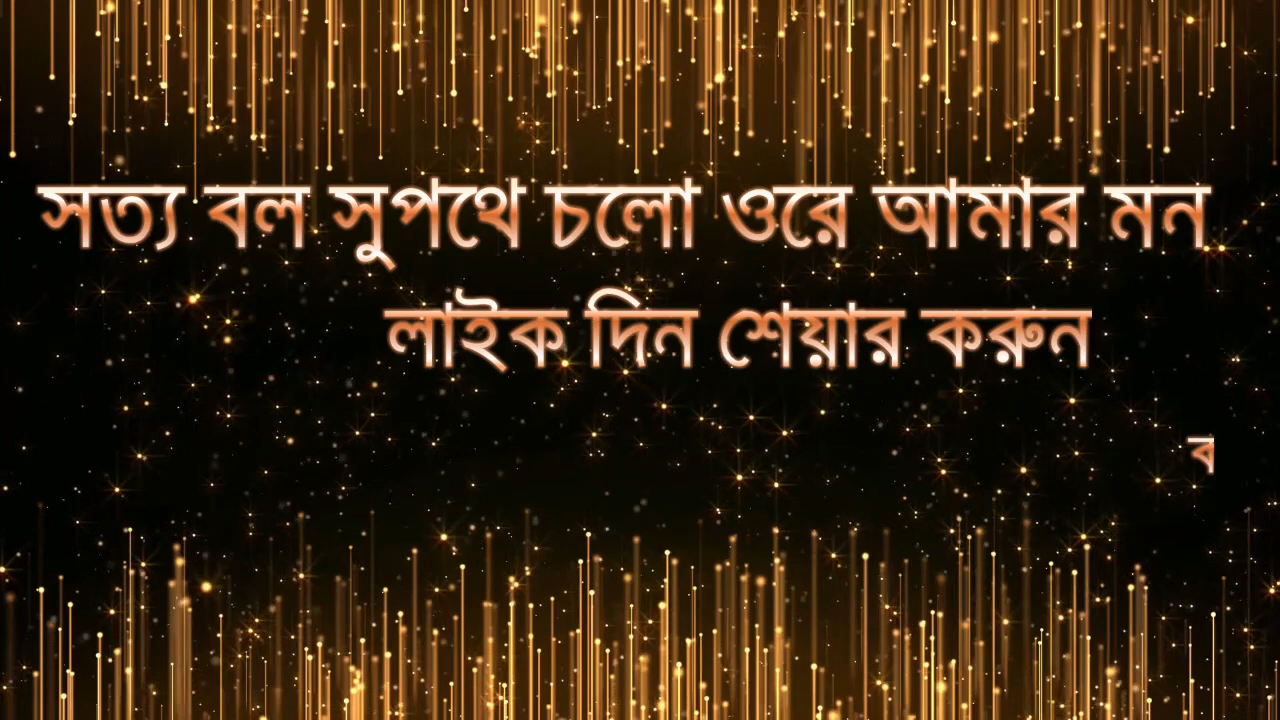 সত্য বল সুপথে চলো ওরে আমার মন
লাইক দিন শেয়ার করুন